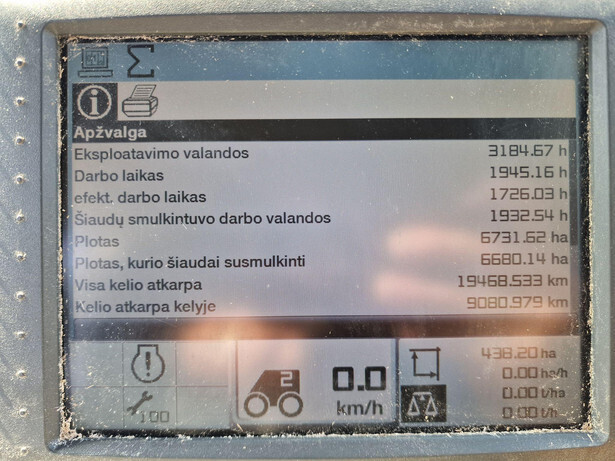 Apžvalga
Eksploatavimo valandos 3184.67 h
Darbo laikas 1945.16 h
efekt. darbo laikas 1726.03 h
Šiaudų smulkintuvo darbo valandos 1932.54 h
Plotas 6731.62 ha
Plotas, kurio šiaudai susmulkinti 6680.14 ha
Visa kelio atkarpa 19468.533 km
Kelio atkarpa kelyje 9080.979 km
438.20 ha
2 0.0 0.00 ha/h
0.00 t/ha
100 km/h 0.00 t/h